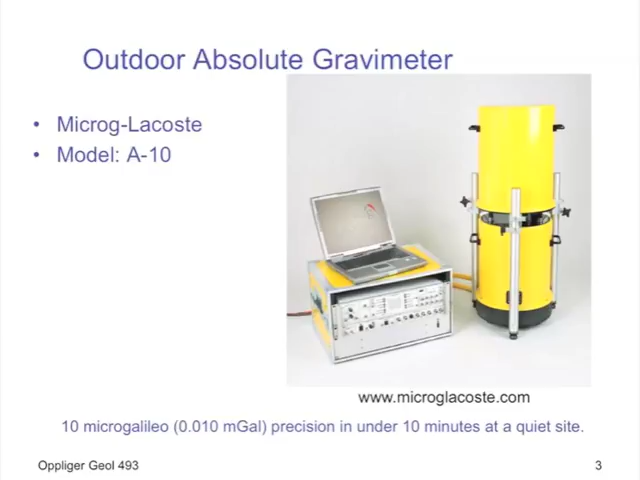 Outdoor Absolute Gravimeter
• Microg-Lacoste
• Model: A-10
www.microglacoste.com
10 microgalileo (0.010 mGal) precision in under 10 minutes at a quiet site.
Oppliger Geol 493
3